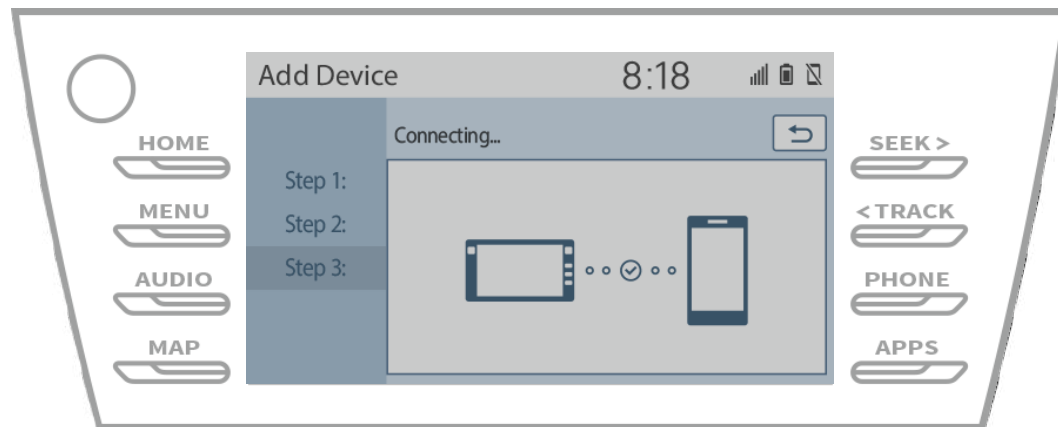 Add Device
8:18
HOME
MENU
AUDIO
MAP
Connecting...
Step 1:
Step 2:
Step 3:
SEEK >
< TRACK
PHONE
APPS